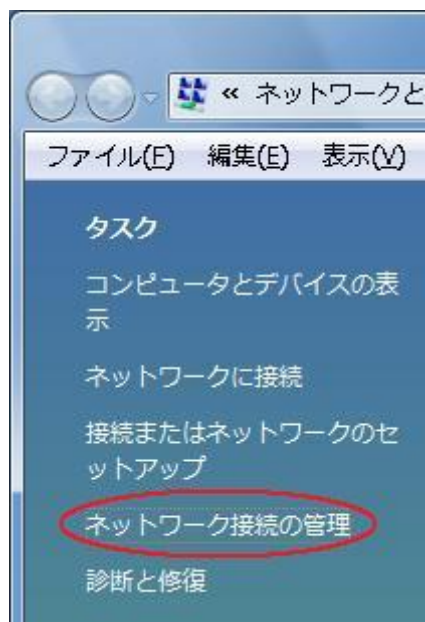 « ネットワークと
ファイル(F) 編集(E) 表示(V)
タスク
コンピュータとデバイスの表
示
ネットワークに接続
接続またはネットワークのセ
ットアップ
ネットワーク接続の管理
診断と修復